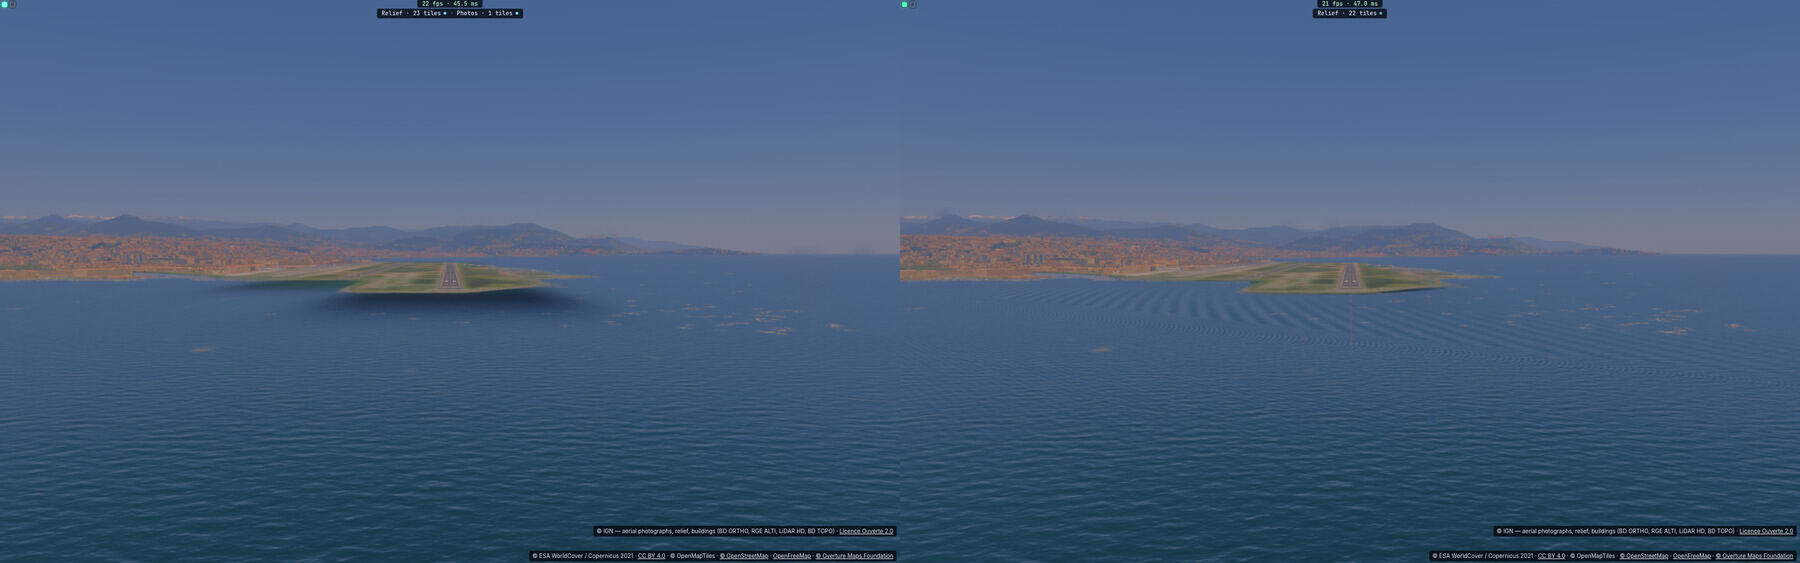 22 fps · 45.5 ms
Relief · 23 tiles · Photos · 1 tiles
© IGN — aerial photographs, relief, buildings (BD ORTHO, RGE ALTI, LiDAR HD, BD TOPO) · Licence Ouverte 2.0
© ESA WorldCover / Copernicus 2021 · CC BY 4.0 · © OpenMapTiles · © OpenStreetMap · OpenFreeMap · © Overture Maps Foundation
21 fps · 47.0 ms
Relief · 22 tiles
© IGN — aerial photographs, relief, buildings (BD ORTHO, RGE ALTI, LiDAR HD, BD TOPO) · Licence Ouverte 2.0
© ESA WorldCover / Copernicus 2021 · CC BY 4.0 · © OpenMapTiles · © OpenStreetMap · OpenFreeMap · © Overture Maps Foundation